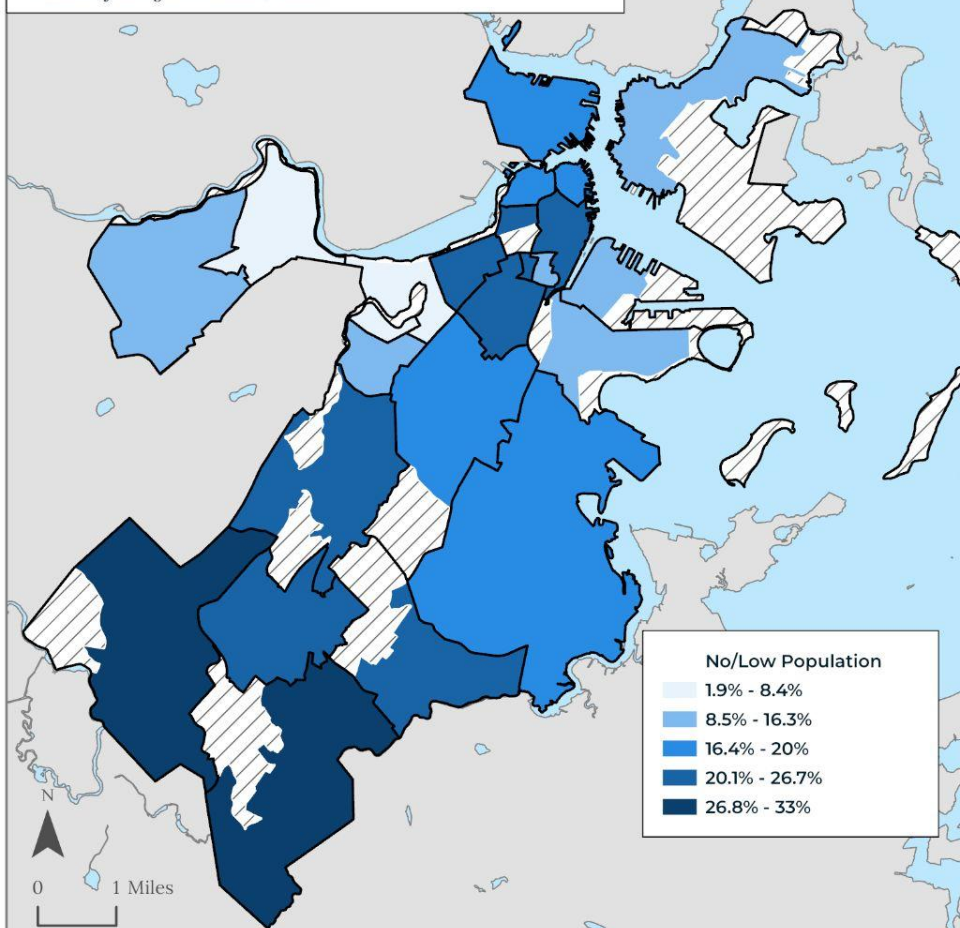 No/Low Population
1.9% - 8.4%
8.5% - 16.3%
16.4% - 20%
20.1% - 26.7%
26.8% - 33%
N
0 1 Miles